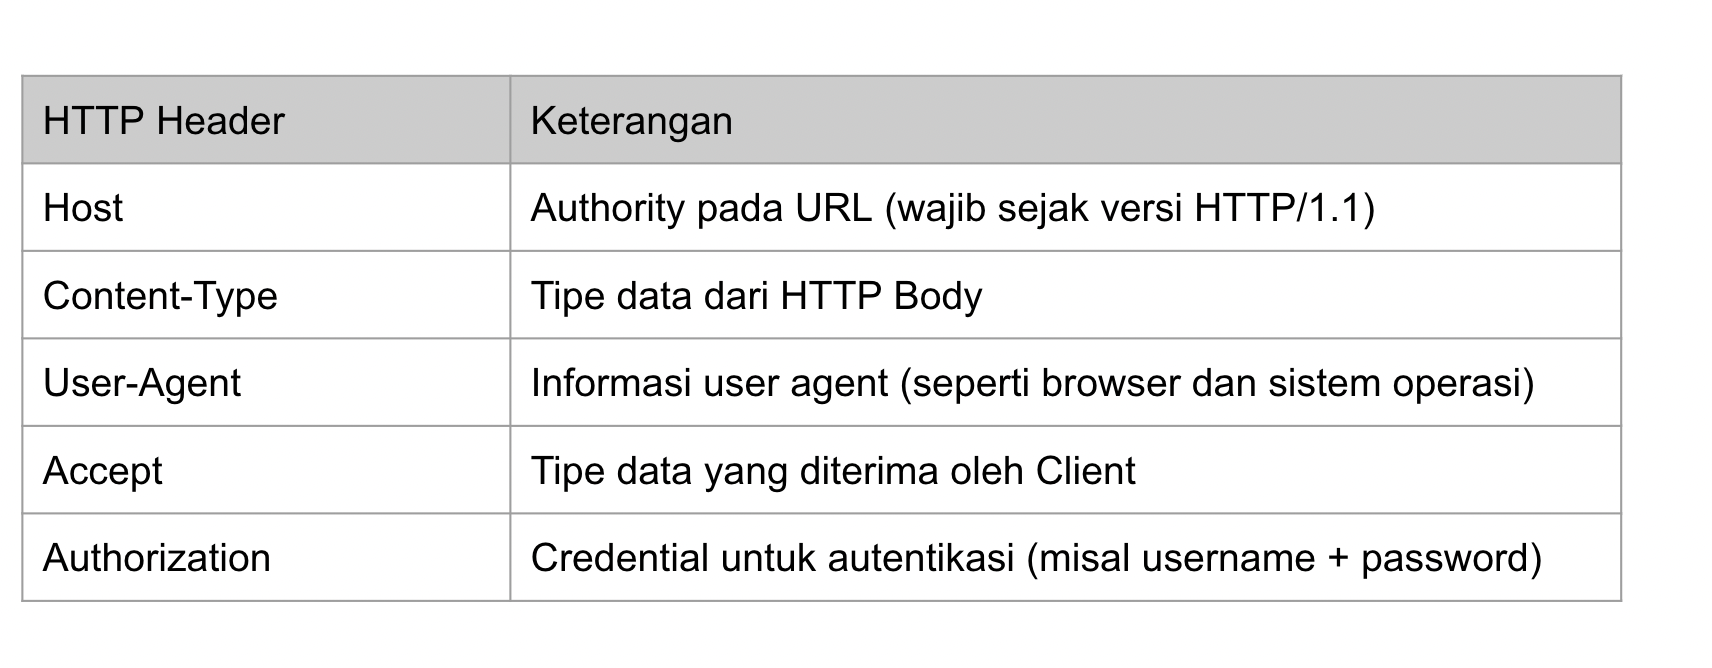 HTTP Header Keterangan
Host Authority pada URL (wajib sejak versi HTTP/1.1)
Content-Type Tipe data dari HTTP Body
User-Agent Informasi user agent (seperti browser dan sistem operasi)
Accept Tipe data yang diterima oleh Client
Authorization Credential untuk autentikasi (misal username + password)